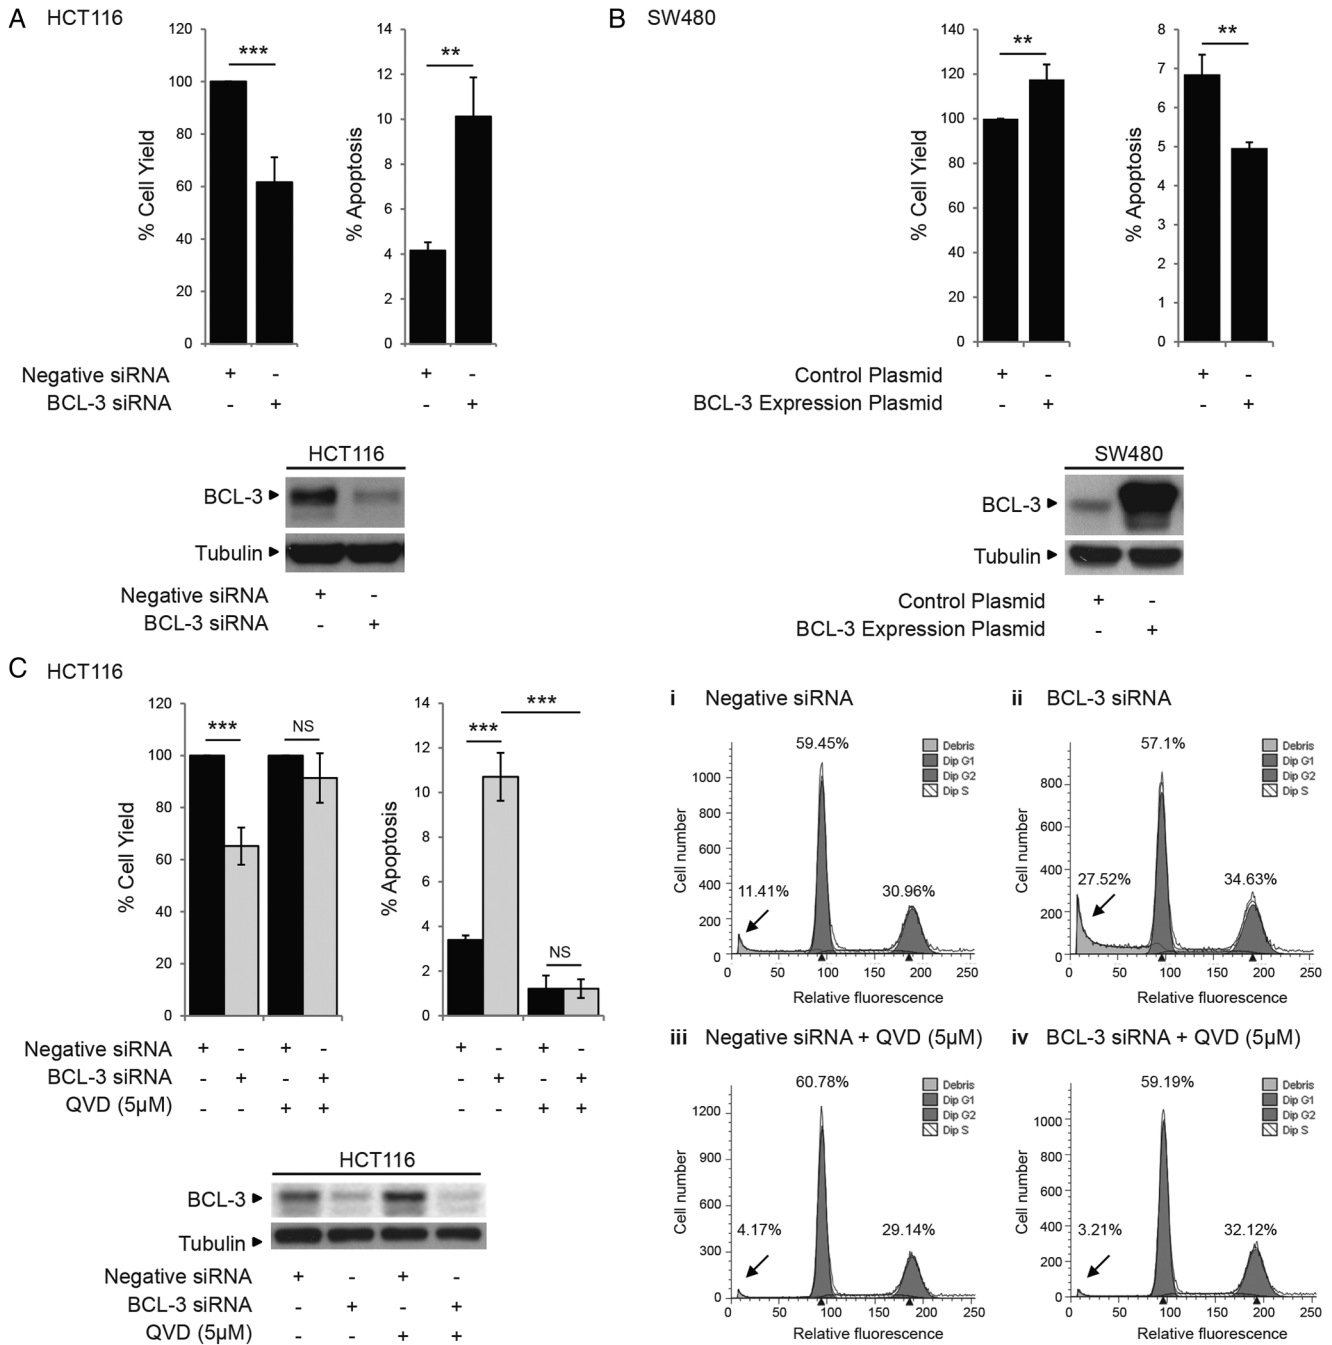 A HCT116
120
100
80
60
40
20
0
% Cell Yield
***
14
12
10
8
6
4
2
0
% Apoptosis
**
Negative siRNA + - + -
BCL-3 siRNA - + - +
HCT116
BCL-3
Tubulin
Negative siRNA + -
BCL-3 siRNA - +
B SW480
140
120
100
80
60
40
20
0
% Cell Yield
**
8
7
6
5
4
3
2
1
0
% Apoptosis
**
Control Plasmid + - + -
BCL-3 Expression Plasmid - + - +
SW480
BCL-3
Tubulin
Control Plasmid + -
BCL-3 Expression Plasmid - +
C HCT116
120
100
80
60
40
20
0
% Cell Yield
*** NS
14
12
10
8
6
4
2
0
% Apoptosis
***
***
NS
Negative siRNA + - + - + - + -
BCL-3 siRNA - + - + - + - +
QVD (5µM) - - + + - - + +
HCT116
BCL-3
Tubulin
Negative siRNA + - + -
BCL-3 siRNA - + - +
QVD (5µM) - - + +
i Negative siRNA
59.45%
Debris
Dip G1
Dip G2
Dip S
1000
800
600
400
200
0
Cell number
11.41%
30.96%
0 50 100 150 200 250
Relative fluorescence
ii BCL-3 siRNA
57.1%
Debris
Dip G1
Dip G2
Dip S
800
600
400
200
0
Cell number
27.52%
34.63%
0 50 100 150 200 250
Relative fluorescence
iii Negative siRNA + QVD (5µM)
60.78%
Debris
Dip G1
Dip G2
Dip S
1200
900
600
300
0
Cell number
4.17%
29.14%
0 50 100 150 200 250
Relative fluorescence
iv BCL-3 siRNA + QVD (5µM)
59.19%
Debris
Dip G1
Dip G2
Dip S
1000
800
600
400
200
0
Cell number
3.21%
32.12%
0 50 100 150 200 250
Relative fluorescence